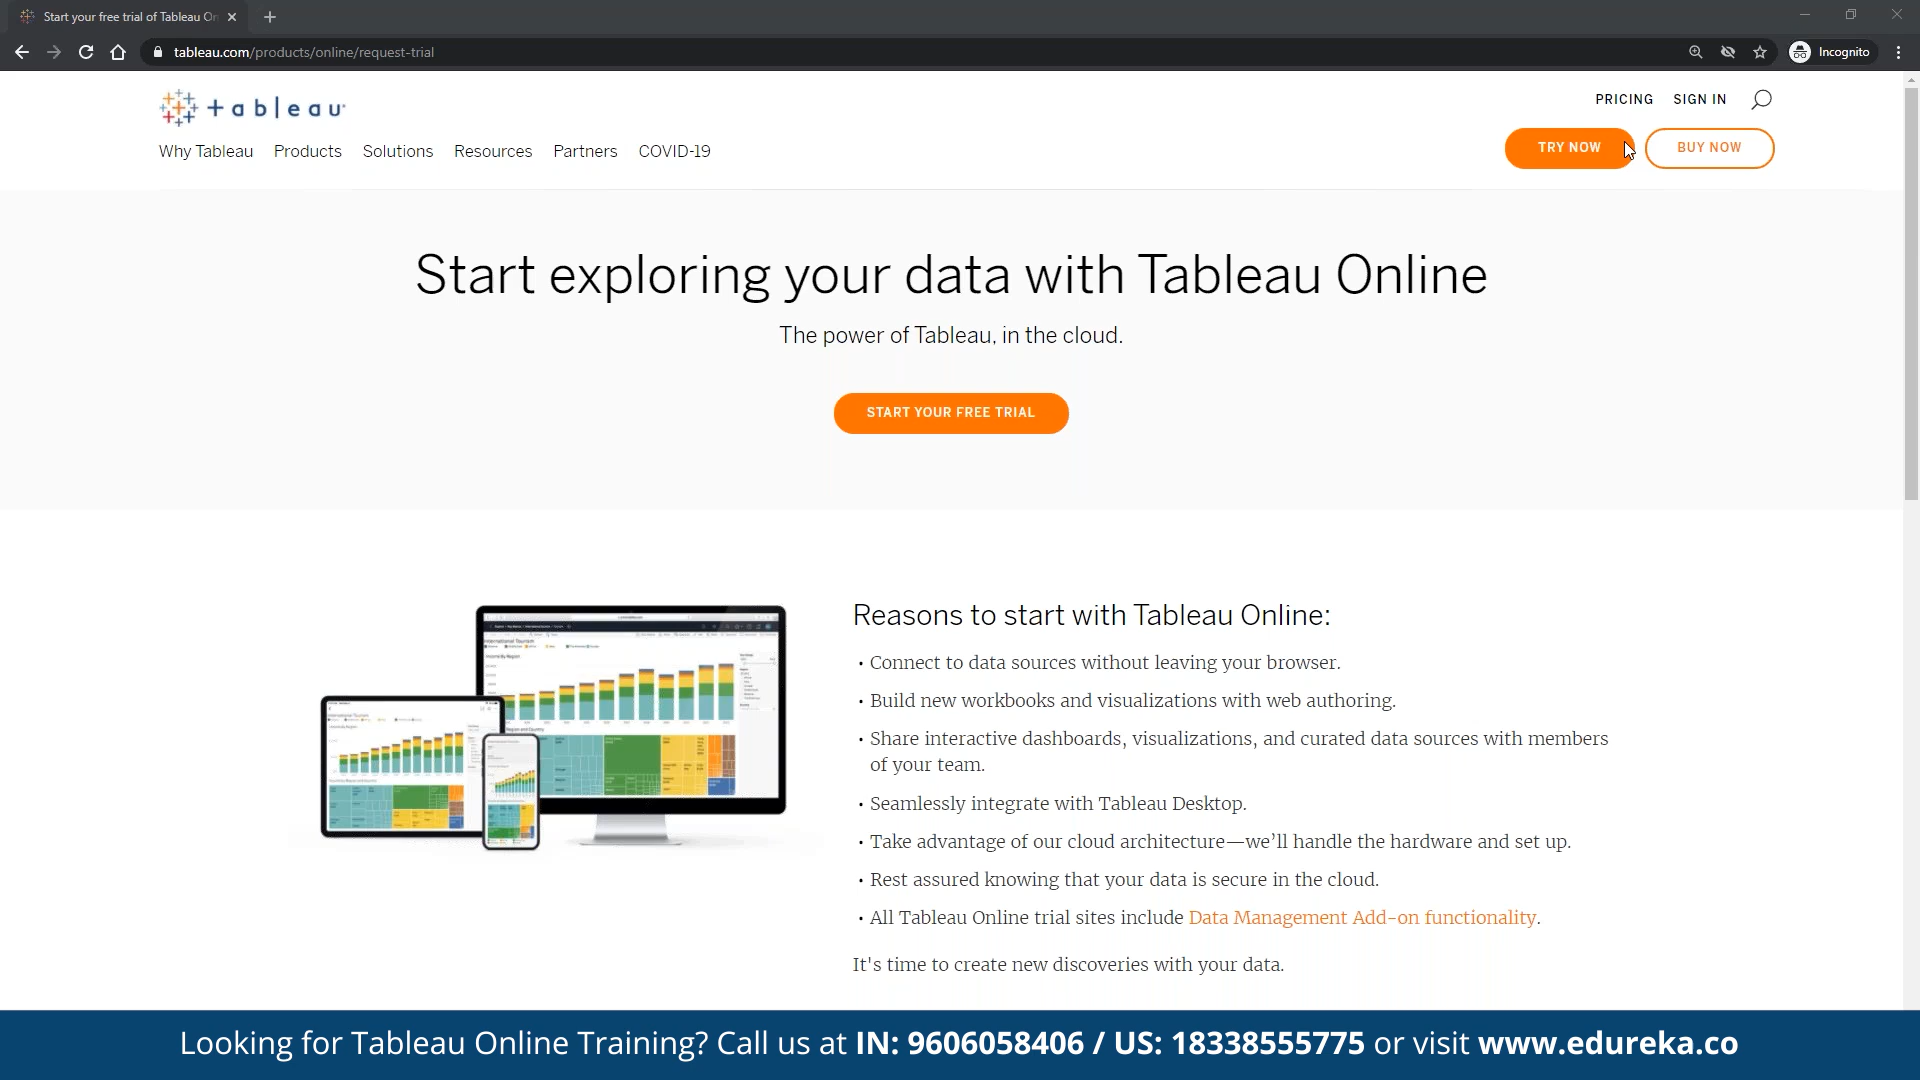 Start your free trial of Tableau On
tableau.com/products/online/request-trial
Incognito
+ableau
PRICING SIGN IN
Why Tableau Products Solutions Resources Partners COVID-19
TRY NOW BUY NOW
Start exploring your data with Tableau Online
The power of Tableau, in the cloud.
START YOUR FREE TRIAL
Reasons to start with Tableau Online:
• Connect to data sources without leaving your browser.
• Build new workbooks and visualizations with web authoring.
• Share interactive dashboards, visualizations, and curated data sources with members
of your team.
• Seamlessly integrate with Tableau Desktop.
• Take advantage of our cloud architecture—we’ll handle the hardware and set up.
• Rest assured knowing that your data is secure in the cloud.
• All Tableau Online trial sites include Data Management Add-on functionality.
It's time to create new discoveries with your data.
Looking for Tableau Online Training? Call us at IN: 9606058406 / US: 18338555775 or visit www.edureka.co